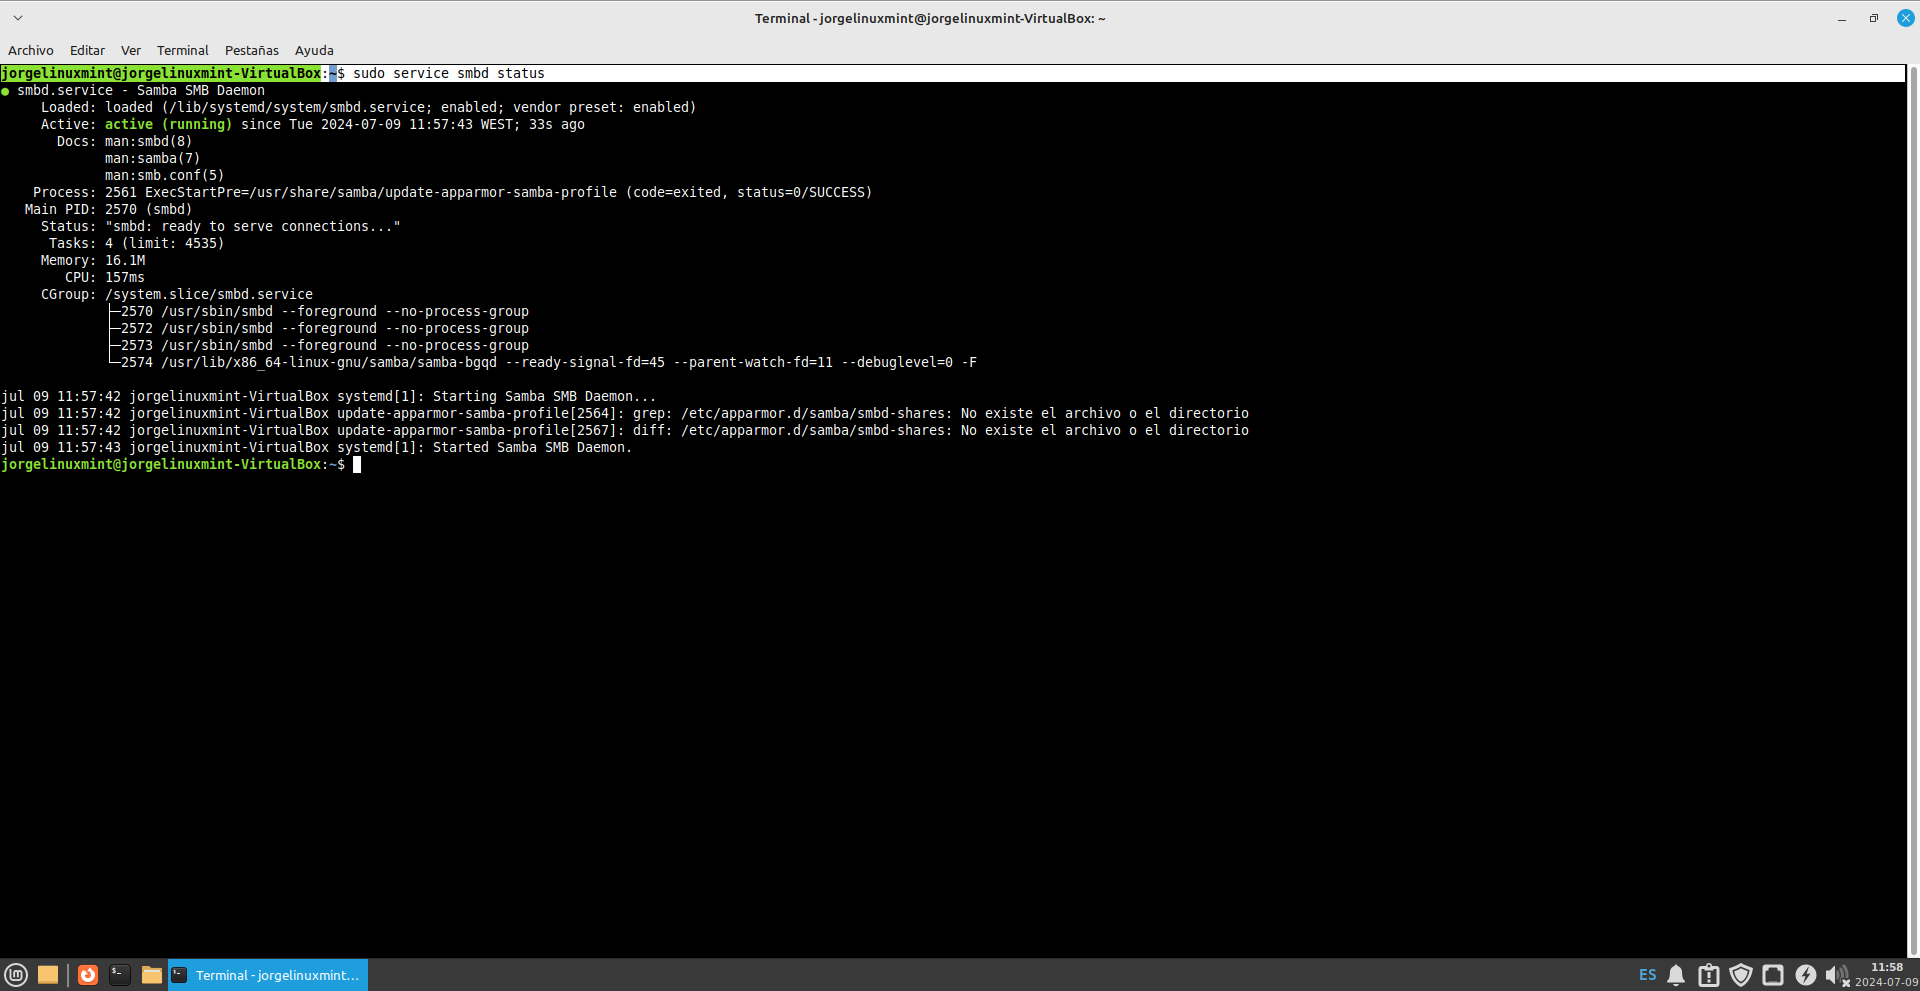 Terminal - jorgelinuxmint@jorgelinuxmint-VirtualBox: ~
Archivo Editar Ver Terminal Pestañas Ayuda
jorgelinuxmint@jorgelinuxmint-VirtualBox:~$ sudo service smbd status
● smbd.service - Samba SMB Daemon
     Loaded: loaded (/lib/systemd/system/smbd.service; enabled; vendor preset: enabled)
     Active: active (running) since Tue 2024-07-09 11:57:43 WEST; 33s ago
       Docs: man:smbd(8)
             man:samba(7)
             man:smb.conf(5)
    Process: 2561 ExecStartPre=/usr/share/samba/update-apparmor-samba-profile (code=exited, status=0/SUCCESS)
   Main PID: 2570 (smbd)
     Status: "smbd: ready to serve connections..."
      Tasks: 4 (limit: 4535)
     Memory: 16.1M
        CPU: 157ms
     CGroup: /system.slice/smbd.service
             ├─2570 /usr/sbin/smbd --foreground --no-process-group
             ├─2572 /usr/sbin/smbd --foreground --no-process-group
             ├─2573 /usr/sbin/smbd --foreground --no-process-group
             └─2574 /usr/lib/x86_64-linux-gnu/samba/samba-bgqd --ready-signal-fd=45 --parent-watch-fd=11 --debuglevel=0 -F
jul 09 11:57:42 jorgelinuxmint-VirtualBox systemd[1]: Starting Samba SMB Daemon...
jul 09 11:57:42 jorgelinuxmint-VirtualBox update-apparmor-samba-profile[2564]: grep: /etc/apparmor.d/samba/smbd-shares: No existe el archivo o el directorio
jul 09 11:57:42 jorgelinuxmint-VirtualBox update-apparmor-samba-profile[2567]: diff: /etc/apparmor.d/samba/smbd-shares: No existe el archivo o el directorio
jul 09 11:57:43 jorgelinuxmint-VirtualBox systemd[1]: Started Samba SMB Daemon.
jorgelinuxmint@jorgelinuxmint-VirtualBox:~$
Terminal - jorgelinuxmint... ES 11:58
2024-07-09